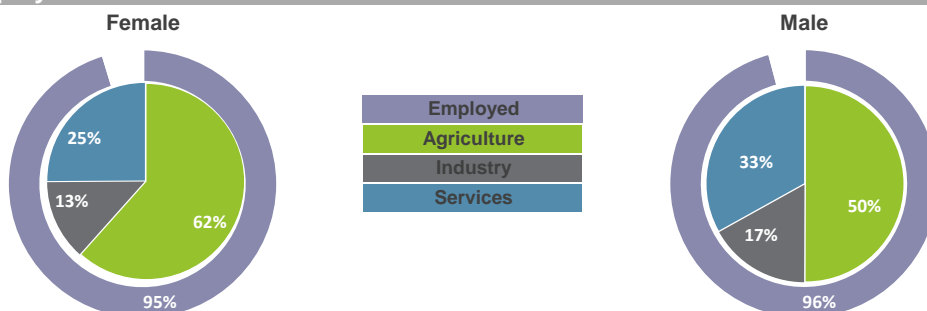 Female
Male
25%
13%
62%
95%
Employed
Agriculture
Industry
Services
33%
17%
50%
96%